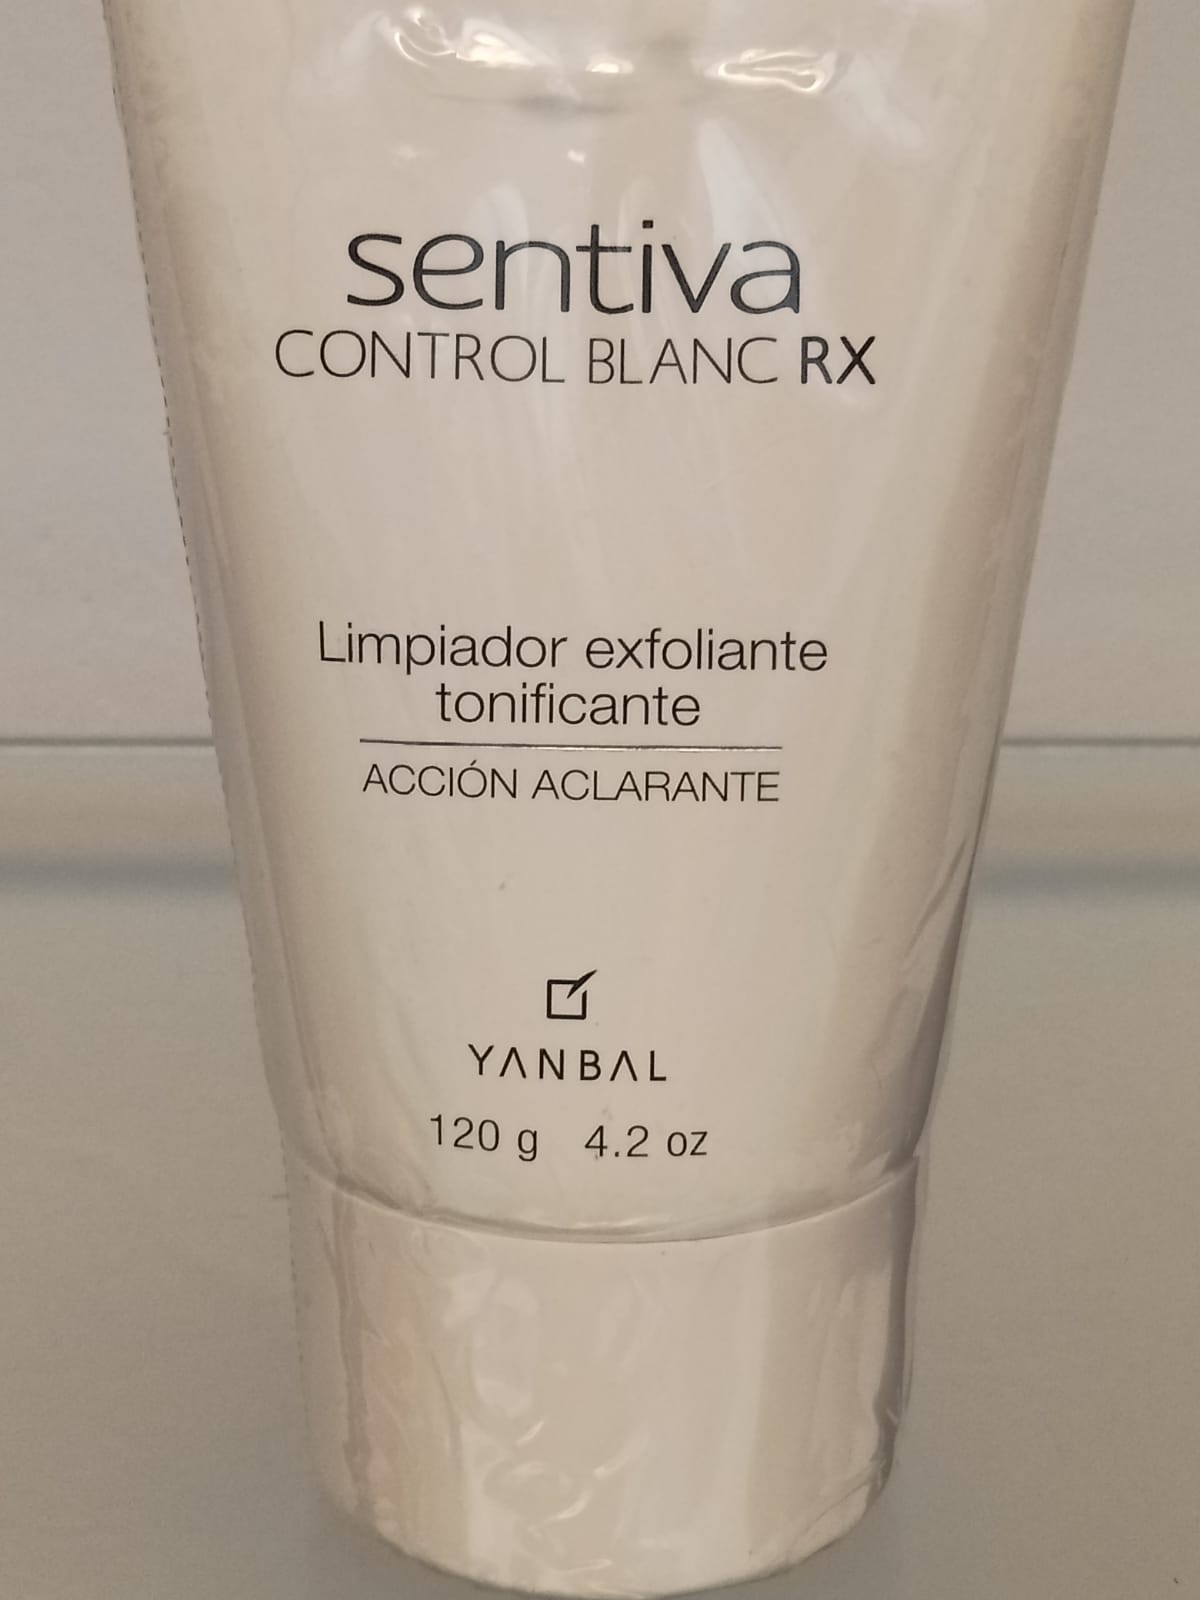 sentiva
CONTROL BLANC RX
Limpiador exfoliante
tonificante
ACCIÓN ACLARANTE
YANBAL
120 g 4.2 oz